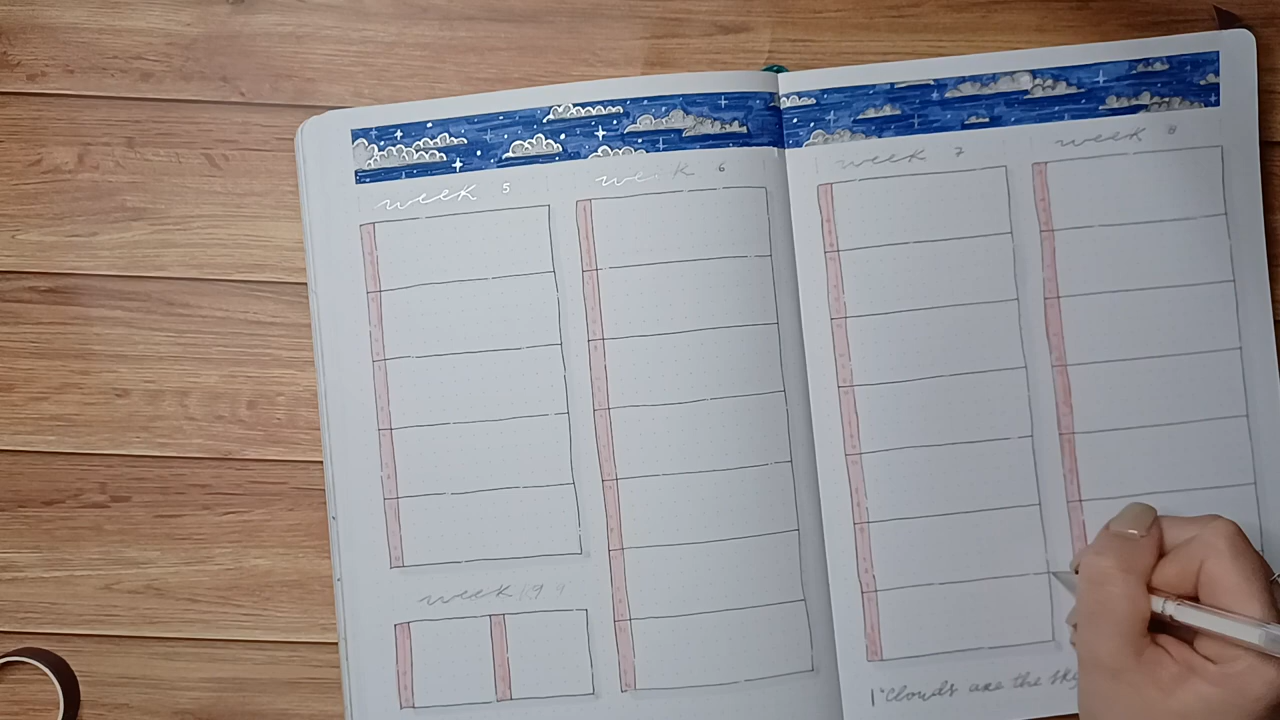 week 5
week 6
week 7
week 8
week 9
"Clouds are the sky